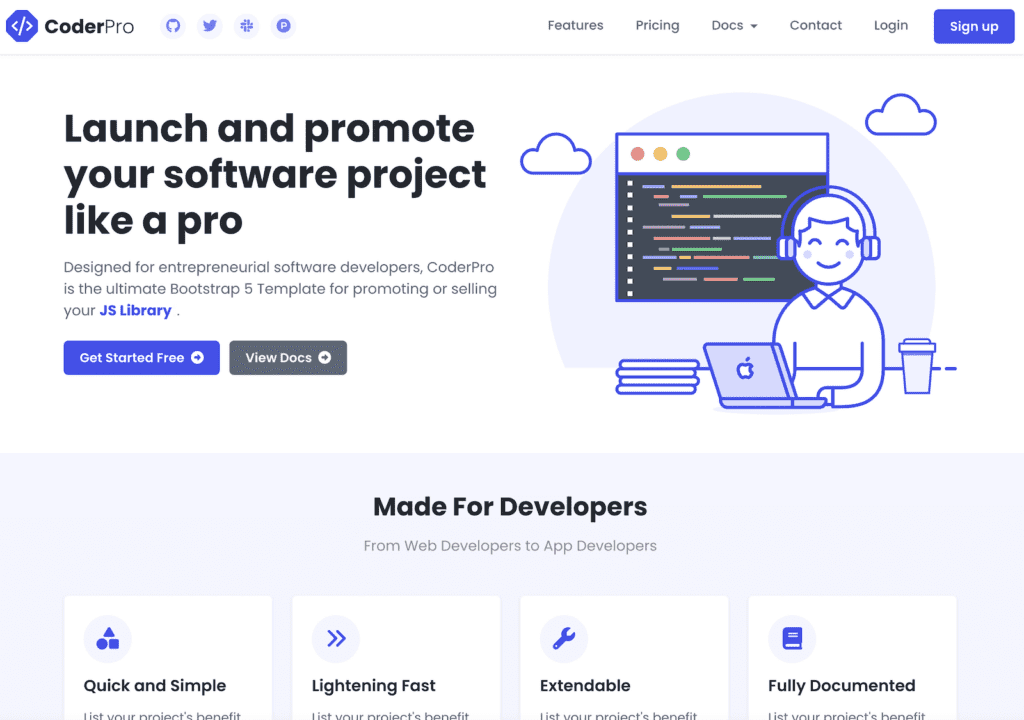 CoderPro
Features
Pricing
Docs
Contact
Login
Sign up
Launch and promote
your software project
like a pro
Designed for entrepreneurial software developers, CoderPro
is the ultimate Bootstrap 5 Template for promoting or selling
your JS Library .
Get Started Free
View Docs
Made For Developers
From Web Developers to App Developers
Quick and Simple
Lightening Fast
Extendable
Fully Documented
List your project's benefit
List your project's benefit
List your project's benefit
List your project's benefit